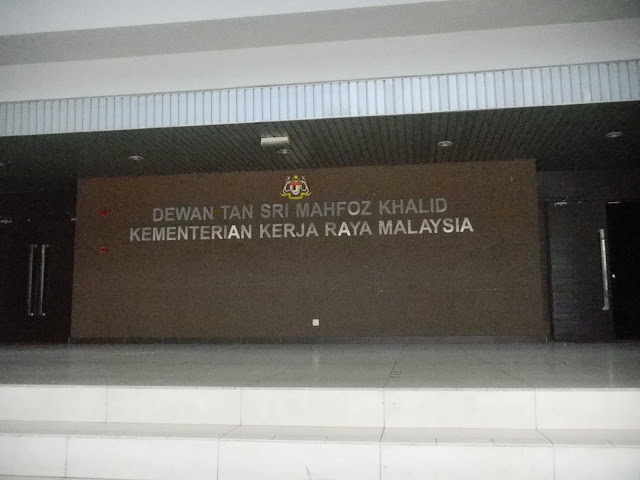 DEWAN TAN SRI MAHFOZ KHALID
KEMENTERIAN KERJA RAYA MALAYSIA